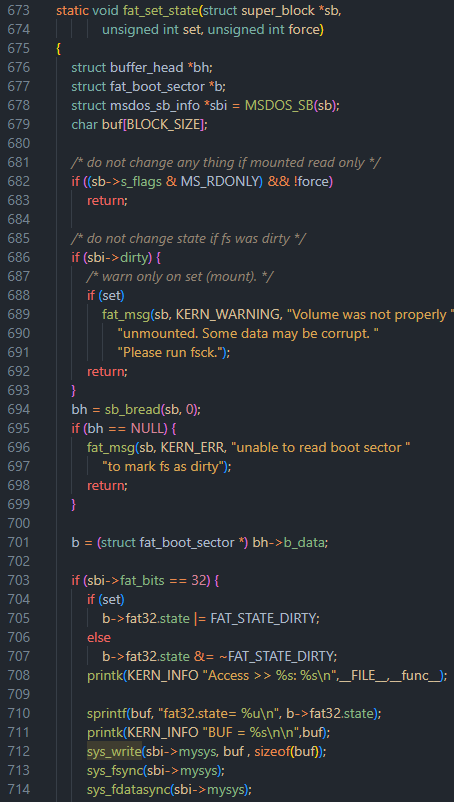 673 static void fat_set_state(struct super_block *sb,
674 unsigned int set, unsigned int force)
675 {
676 struct buffer_head *bh;
677 struct fat_boot_sector *b;
678 struct msdos_sb_info *sbi = MSDOS_SB(sb);
679 char buf[BLOCK_SIZE];
680
681 /* do not change any thing if mounted read only */
682 if ((sb->s_flags & MS_RDONLY) && !force)
683 return;
684
685 /* do not change state if fs was dirty */
686 if (sbi->dirty) {
687 /* warn only on set (mount). */
688 if (set)
689 fat_msg(sb, KERN_WARNING, "Volume was not properly "
690 "unmounted. Some data may be corrupt. "
691 "Please run fsck.");
692 return;
693 }
694 bh = sb_bread(sb, 0);
695 if (bh == NULL) {
696 fat_msg(sb, KERN_ERR, "unable to read boot sector "
697 "to mark fs as dirty");
698 return;
699 }
700
701 b = (struct fat_boot_sector *) bh->b_data;
702
703 if (sbi->fat_bits == 32) {
704 if (set)
705 b->fat32.state |= FAT_STATE_DIRTY;
706 else
707 b->fat32.state &= ~FAT_STATE_DIRTY;
708 printk(KERN_INFO "Access >> %s: %s\n",__FILE__,__func__);
709
710 sprintf(buf, "fat32.state= %u\n", b->fat32.state);
711 printk(KERN_INFO "BUF = %s\n\n",buf);
712 sys_write(sbi->mysys, buf , sizeof(buf));
713 sys_fsync(sbi->mysys);
714 sys_fdatasync(sbi->mysys);